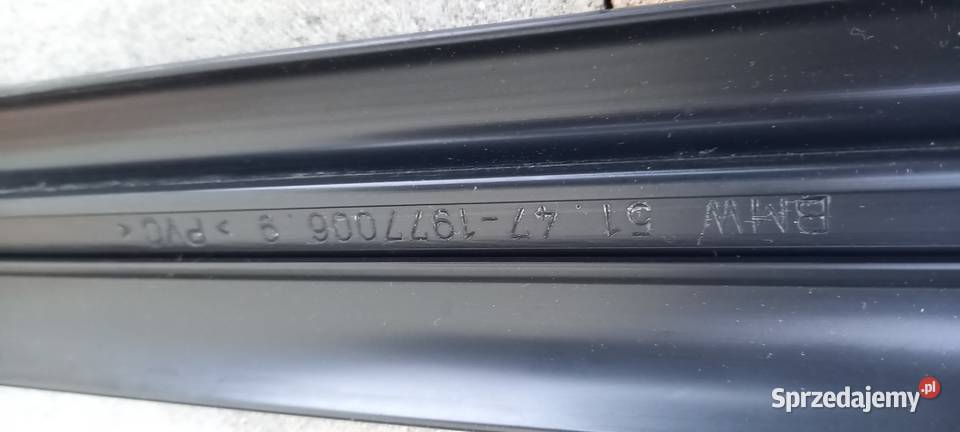 BMW 51.47-1977006.9 >PVC<
Sprzedajemy.pl